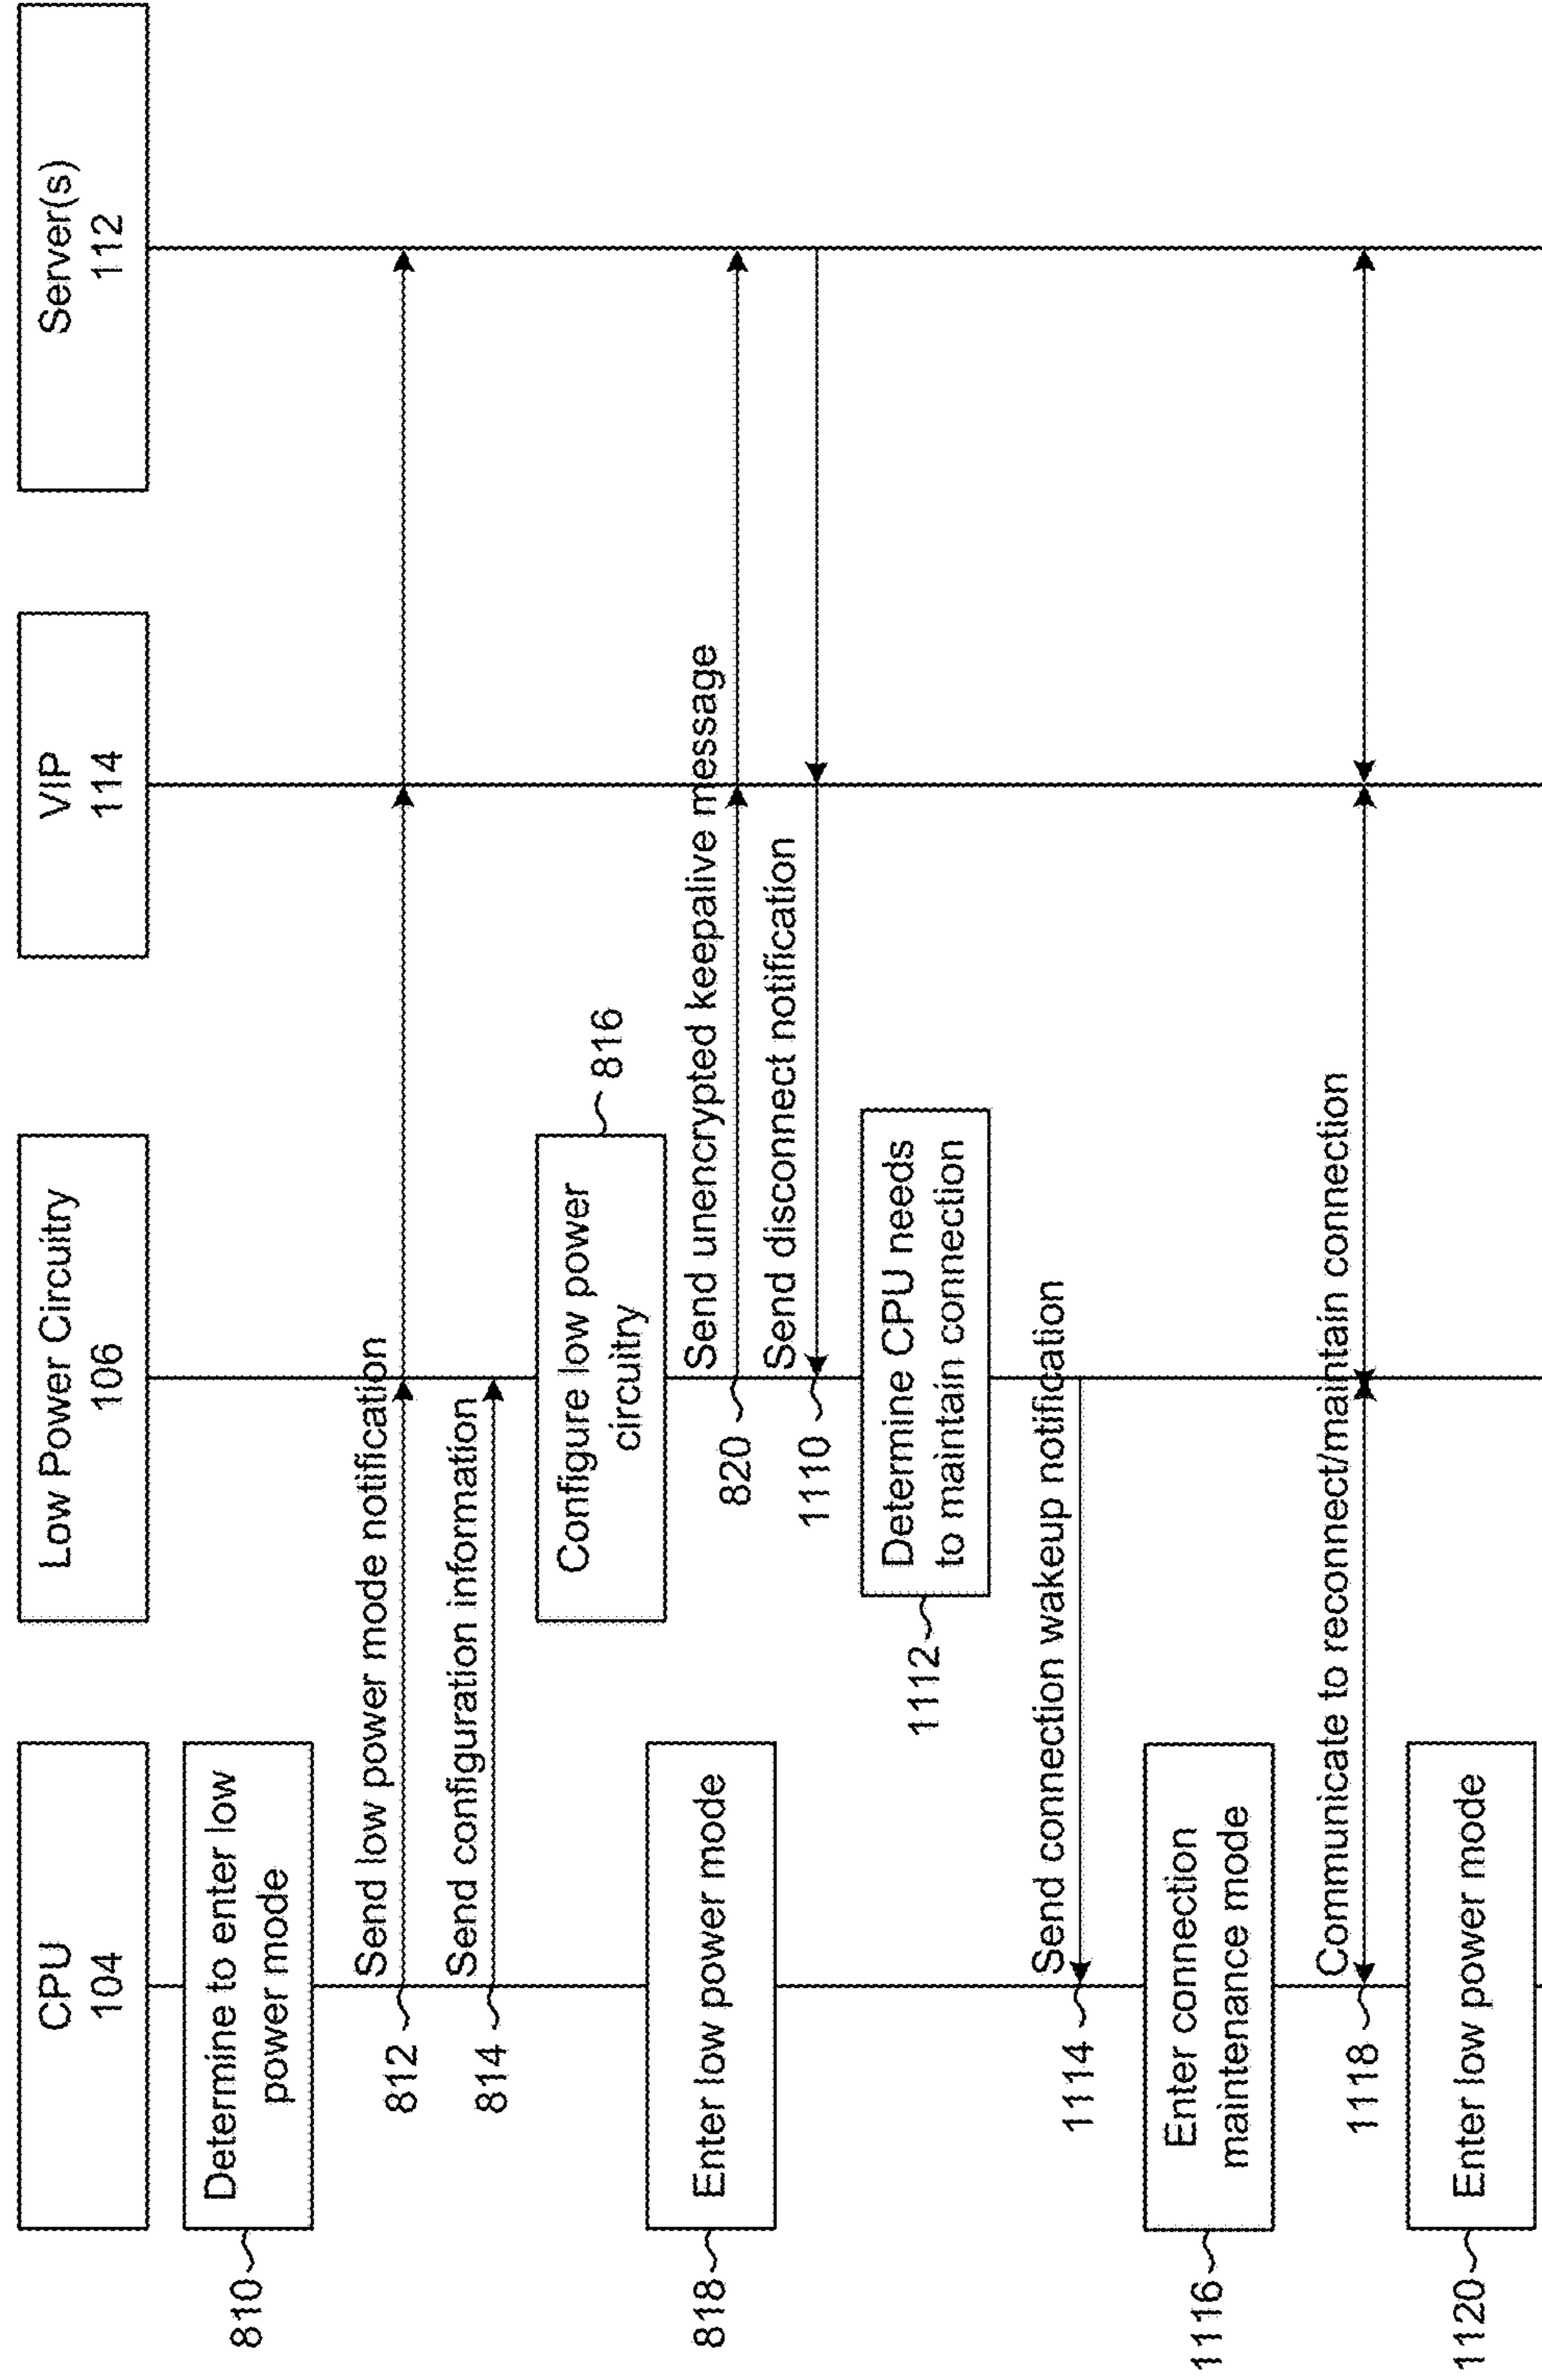 CPU
104
Low Power Circuitry
106
VIP
114
Server(s)
112
810
Determine to enter low
power mode
Send low power mode notification
812
Send configuration information
814
Configure low power
circuitry
816
818
Enter low power mode
Send unencrypted keepalive message
820
Send disconnect notification
1110
Determine CPU needs
to maintain connection
1112
Send connection wakeup notification
1114
1116
Enter connection
maintenance mode
Communicate to reconnect/maintain connection
1118
1120
Enter low power mode